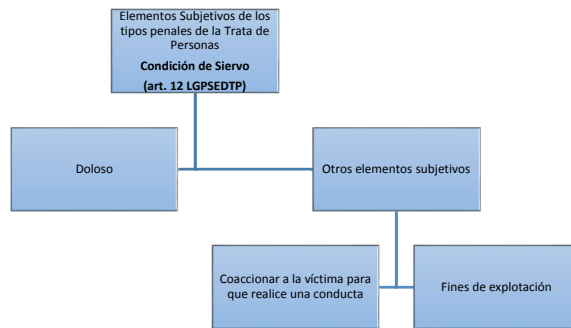 Elementos Subjetivos de los
tipos penales de la Trata de
Personas
Condición de Siervo
(art. 12 LGPSEDTP)
Doloso
Otros elementos subjetivos
Coaccionar a la víctima para
que realice una conducta
Fines de explotación